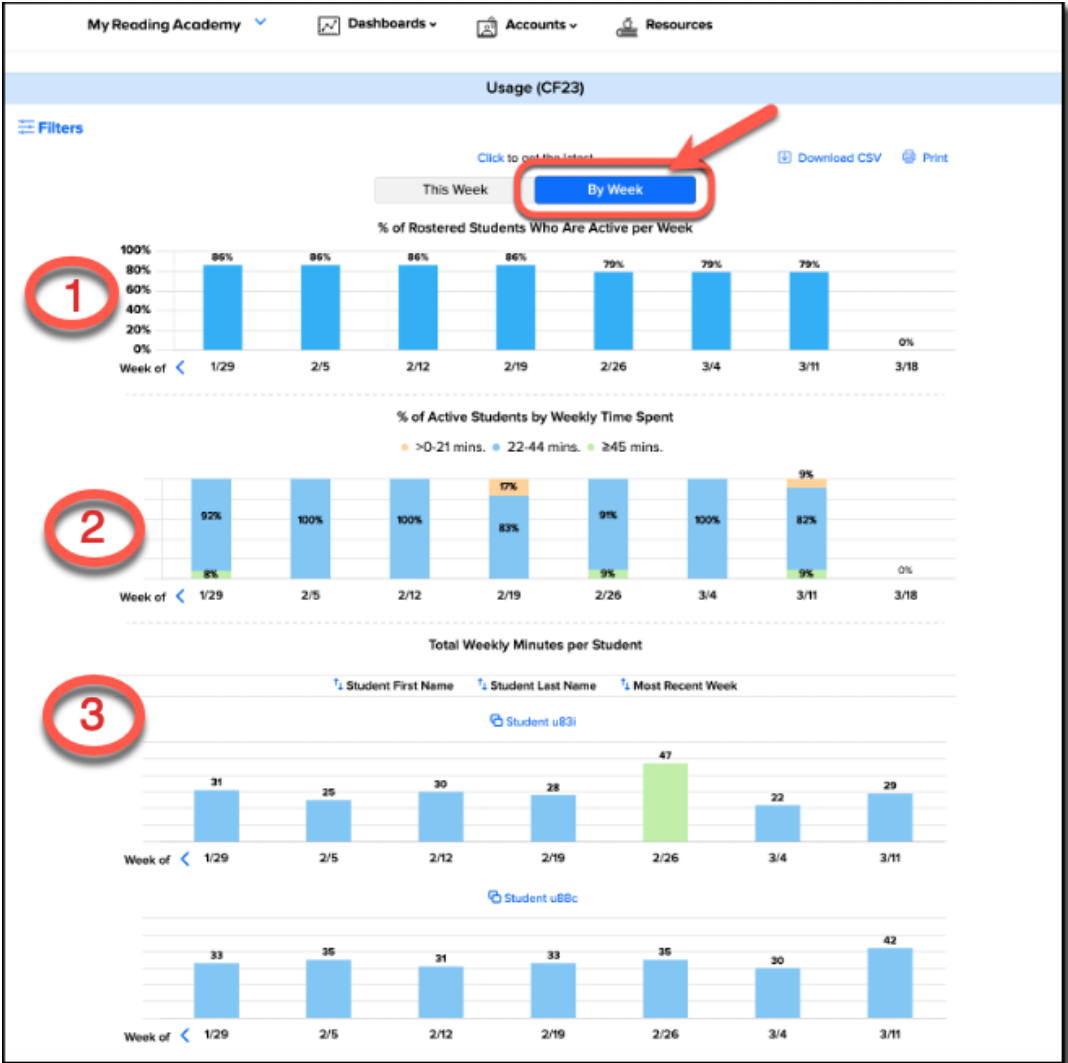 My Reading Academy Dashboards Accounts Resources
Usage (CF23)
Filters
Click to get the latest Download CSV Print
This Week By Week
% of Rostered Students Who Are Active per Week
1
100%
80%
60%
40%
20%
0%
86% 86% 86% 86% 79% 79% 79% 0%
Week of 1/29 2/5 2/12 2/19 2/26 3/4 3/11 3/18
% of Active Students by Weekly Time Spent
>0-21 mins. 22-44 mins. ≥45 mins.
2
17% 9%
92% 100% 100% 83% 91% 100% 82%
8% 9% 9% 0%
Week of 1/29 2/5 2/12 2/19 2/26 3/4 3/11 3/18
Total Weekly Minutes per Student
Student First Name Student Last Name Most Recent Week
3
Student u83i
31 25 30 28 47 22 29
Week of 1/29 2/5 2/12 2/19 2/26 3/4 3/11
Student u88c
33 35 31 33 35 30 42
Week of 1/29 2/5 2/12 2/19 2/26 3/4 3/11